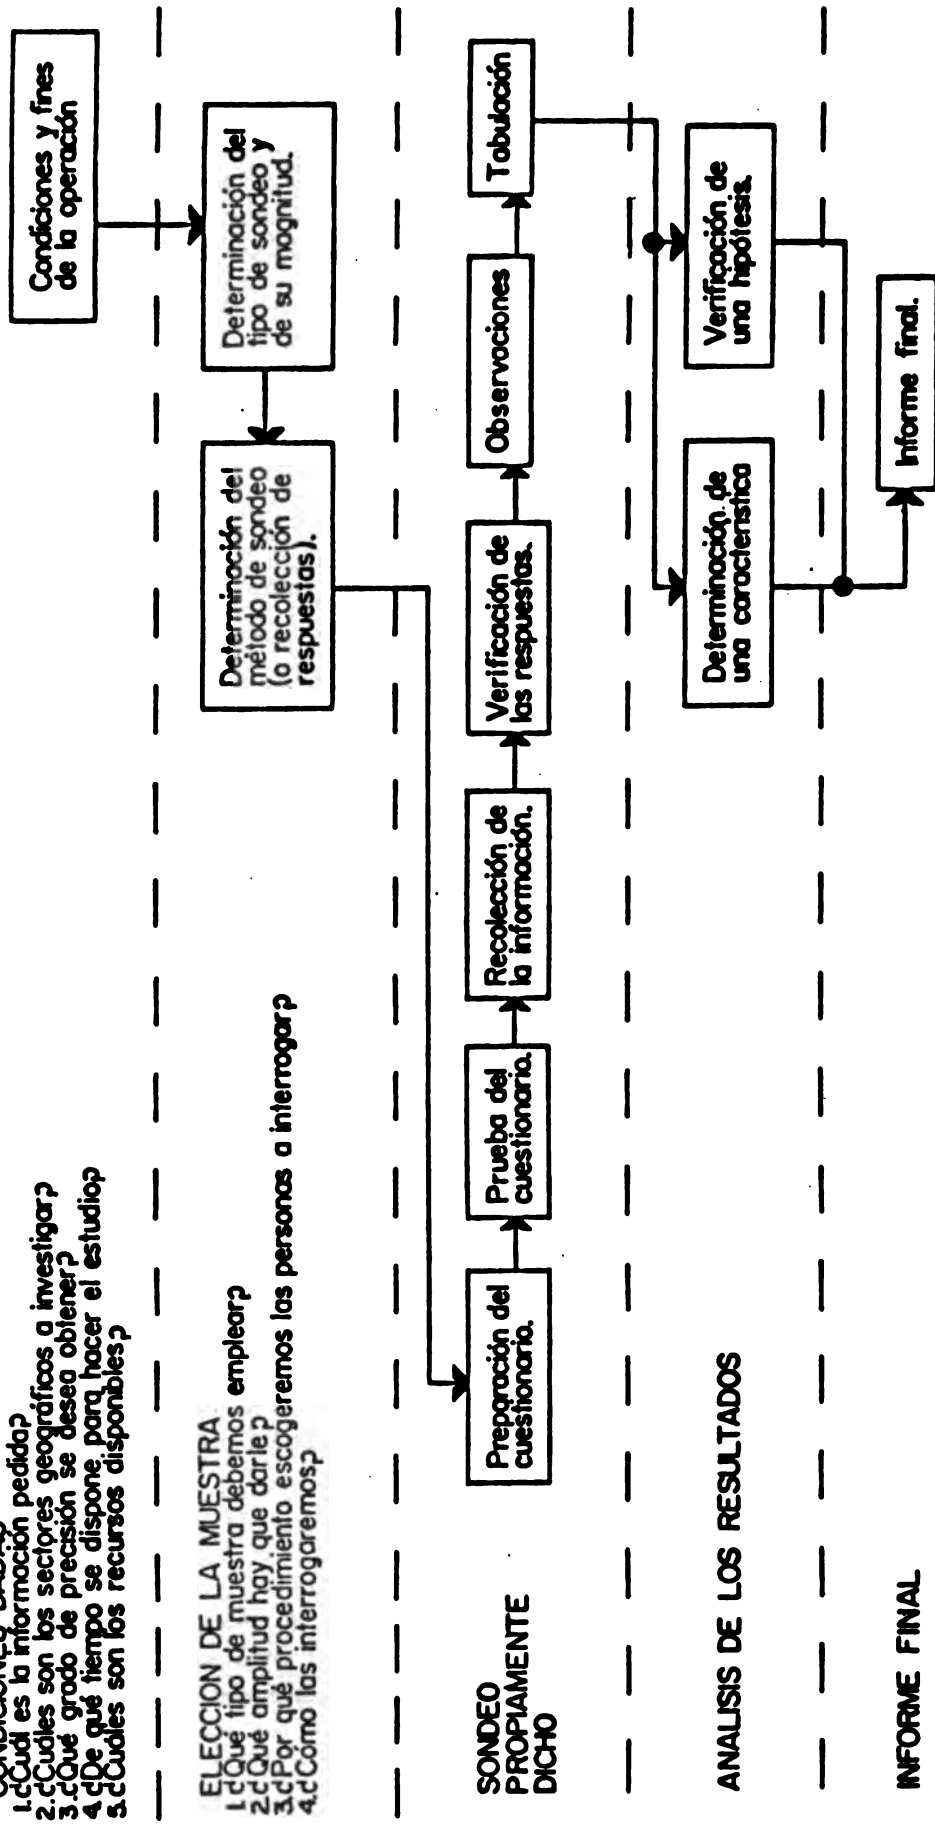 CONDICIONES DADAS
1.¿Cuál es la información pedida?
2.¿Cuáles son los sectores geográficos a investigar?
3.¿Qué grado de precisión se desea obtener?
4.¿De qué tiempo se dispone para hacer el estudio?
5.¿Cuáles son los recursos disponibles?
Condiciones y fines
de la operación
ELECCION DE LA MUESTRA
1.¿Qué tipo de muestra debemos emplear?
2.¿Qué amplitud hay que darle?
3.¿Por qué procedimiento escogeremos las personas a interrogar?
4.¿Cómo las interrogaremos?
Determinación del
método de sondeo
(o recolección de
respuestas).
Determinación del
tipo de sondeo y
de su magnitud.
SONDEO
PROPIAMENTE
DICHO
Preparación del
cuestionario.
Prueba del
cuestionario.
Recolección de
la información.
Verificación de
las respuestas.
Observaciones
Tabulación
ANALISIS DE LOS RESULTADOS
Determinación de
una característica
Verificación de
una hipótesis.
INFORME FINAL
Informe final.